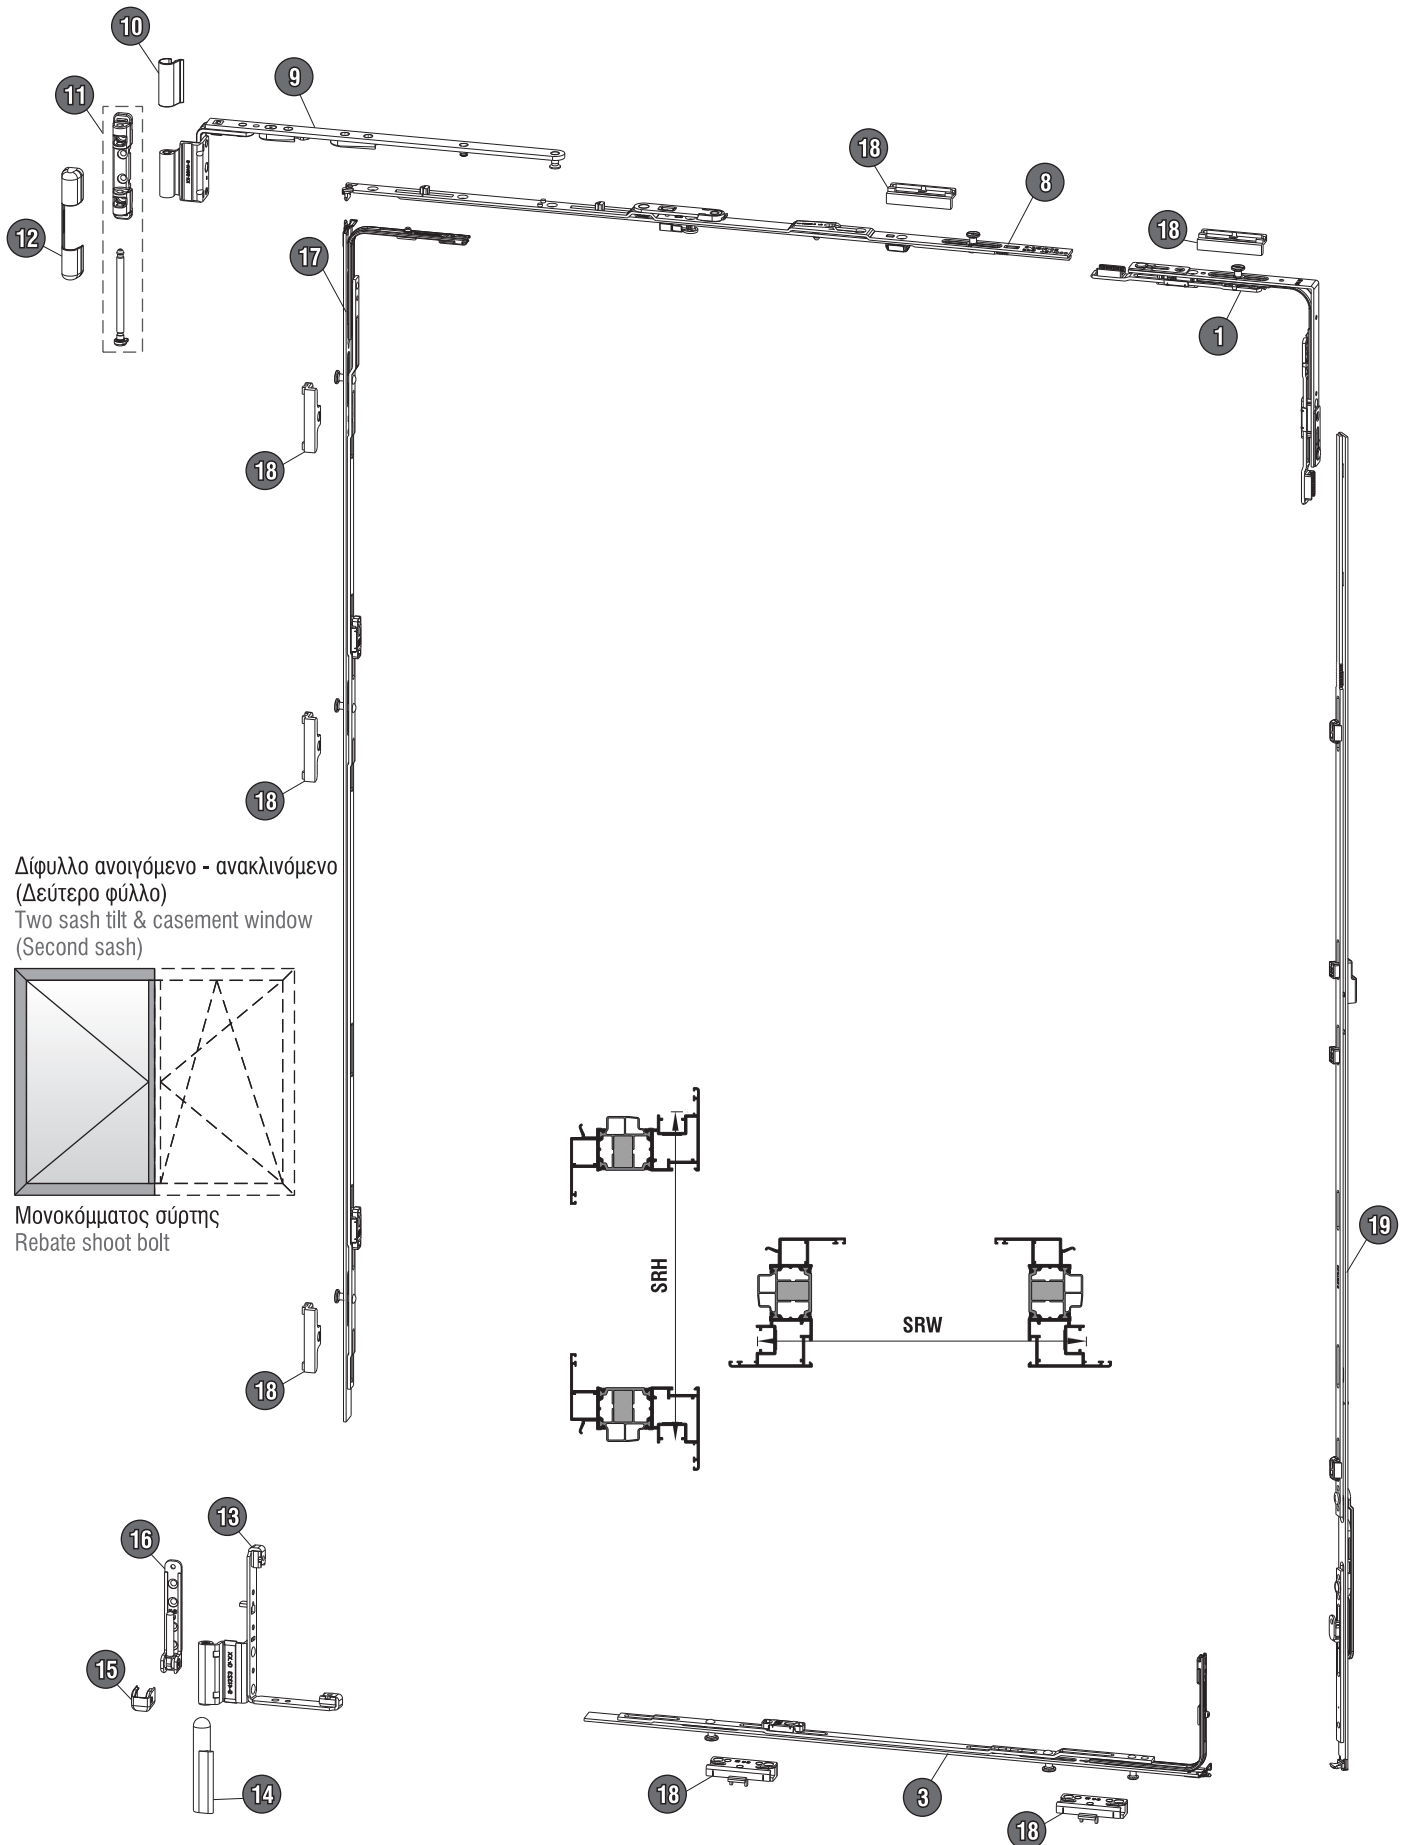 10
9
11
18
8
12
18
17
1
18
18
Δίφυλλο ανοιγόμενο - ανακλινόμενο
(Δεύτερο φύλλο)
Two sash tilt & casement window
(Second sash)
Μονοκόμματος σύρτης
Rebate shoot bolt
19
SRH
SRW
18
13
16
15
14
18
3
18